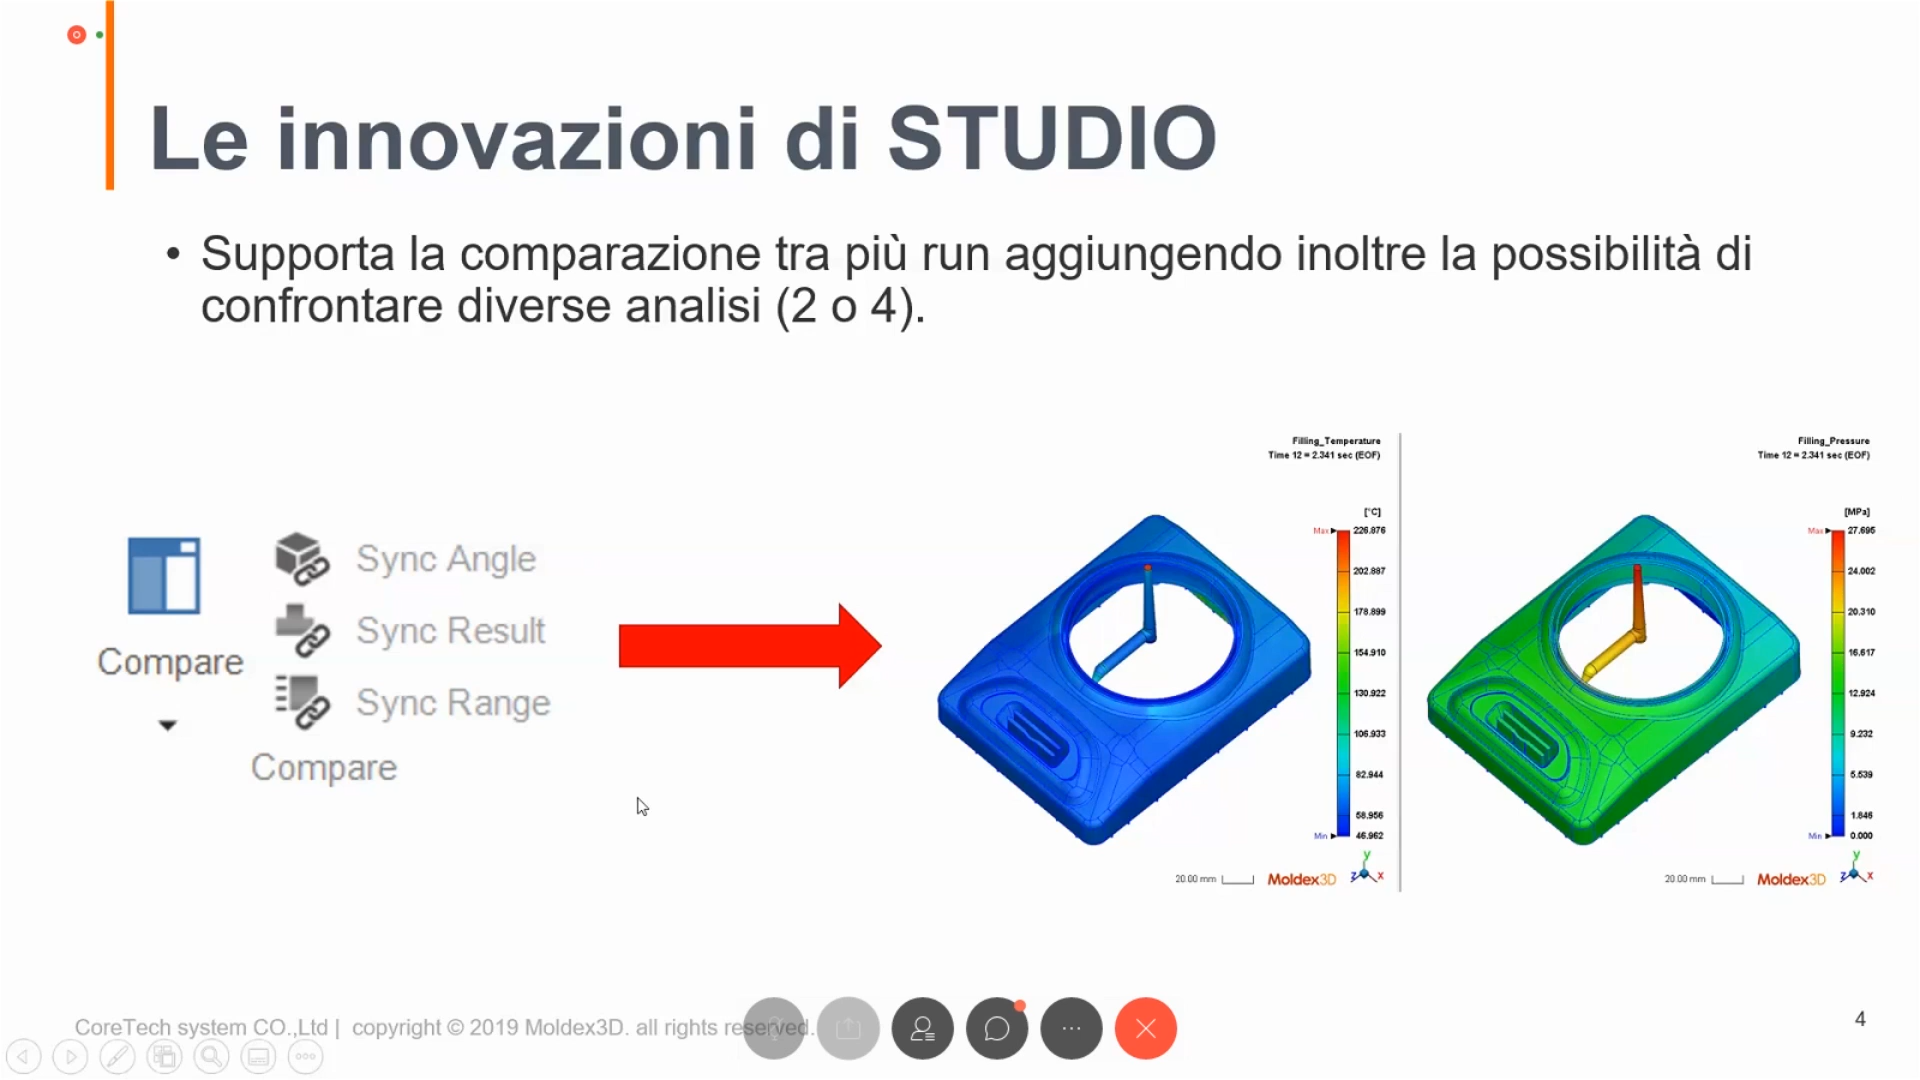 Le innovazioni di STUDIO
• Supporta la comparazione tra più run aggiungendo inoltre la possibilità di
confrontare diverse analisi (2 o 4).
Compare
Sync Angle
Sync Result
Sync Range
Compare
Filling_Temperature
Time 12 = 2.341 sec (EOF)
[°C]
Max
226.876
202.887
178.899
154.910
130.922
106.933
82.944
58.956
Min
46.962
20.00 mm
Moldex3D
y
z
x
Filling_Pressure
Time 12 = 2.341 sec (EOF)
[MPa]
Max
27.695
24.002
20.310
16.617
12.924
9.232
5.539
1.846
Min
0.000
20.00 mm
Moldex3D
y
z
x
CoreTech system CO.,Ltd | copyright © 2019 Moldex3D. all rights reserved.
4